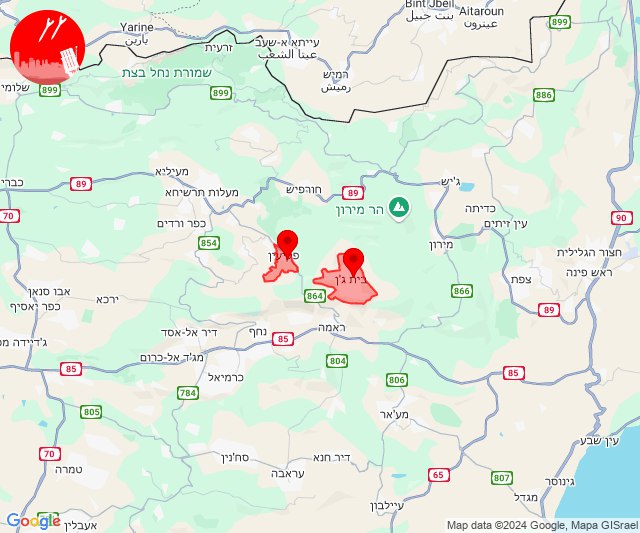 Bint Jbeil
بنت جبيل
Aitaroun
عيترون
Yarine
يارين
זרעית
עייתא א-שעב
عيتا الشعب
899
שמורת נחל בצת
רמיש
رميش
899
שלומי
899
886
מעיליא
ג'יש
כברי
89
מעלות תרשיחא
חורפיש
89
הר מירון
כדיתה
70
כפר ורדים
עין זיתים
90
854
מירון
חצור הגלילית
בית ג'ן
צפת
ראש פינה
אבו סנאן
ירכא
864
866
כפר יאסיף
89
דיר אל-אסד
נחף
ראמה
85
מג'ד אל-כרום
804
85
85
כרמיאל
806
784
805
מע'אר
עין שבע
70
סח'נין
דיר חנא
טמרה
עראבה
65
807
גינוסר
עיילבון
מגדל
אעבלין
Google
Map data ©2024 Google, Mapa GISrael